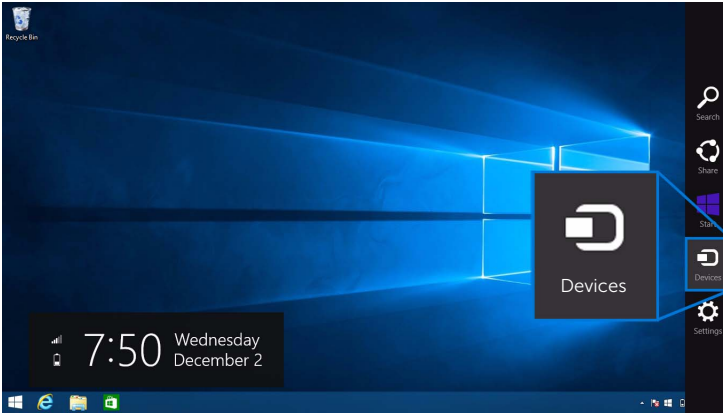 Recycle Bin
Search
Share
Start
Devices
Devices
Settings
7:50
Wednesday
December 2